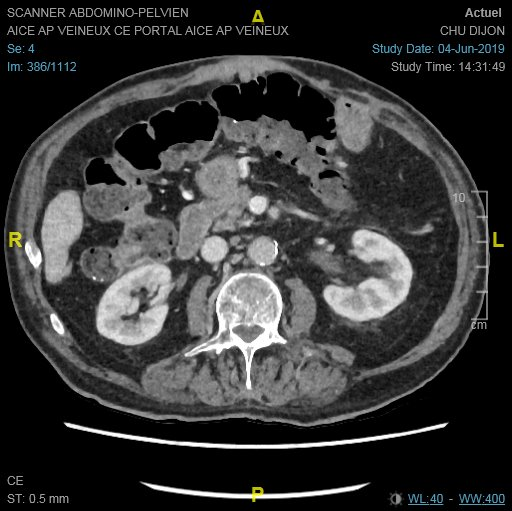 SCANNER ABDOMINO-PELVIEN
AICE AP VEINEUX CE PORTAL AICE AP VEINEUX
Se: 4
Im: 386/1112
A
Actuel
CHU DIJON
Study Date: 04-Jun-2019
Study Time: 14:31:49
10
R
L
cm
CE
ST: 0.5 mm
P
WL:40 - WW:400